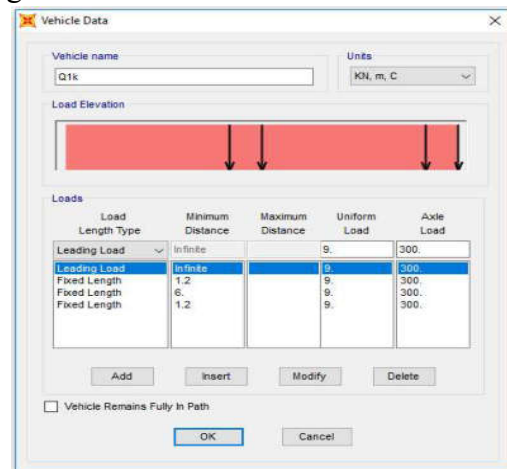 Vehicle Data
Vehicle name
Units
Q1k
KN, m, C
Load Elevation
Loads
Load Length Type Minimum Distance Maximum Distance Uniform Load Axle Load
Leading Load Infinite 9. 300.
Leading Load Infinite 9. 300.
Fixed Length 1.2 9. 300.
Fixed Length 6. 9. 300.
Fixed Length 1.2 9. 300.
Add Insert Modify Delete
Vehicle Remains Fully In Path
OK Cancel